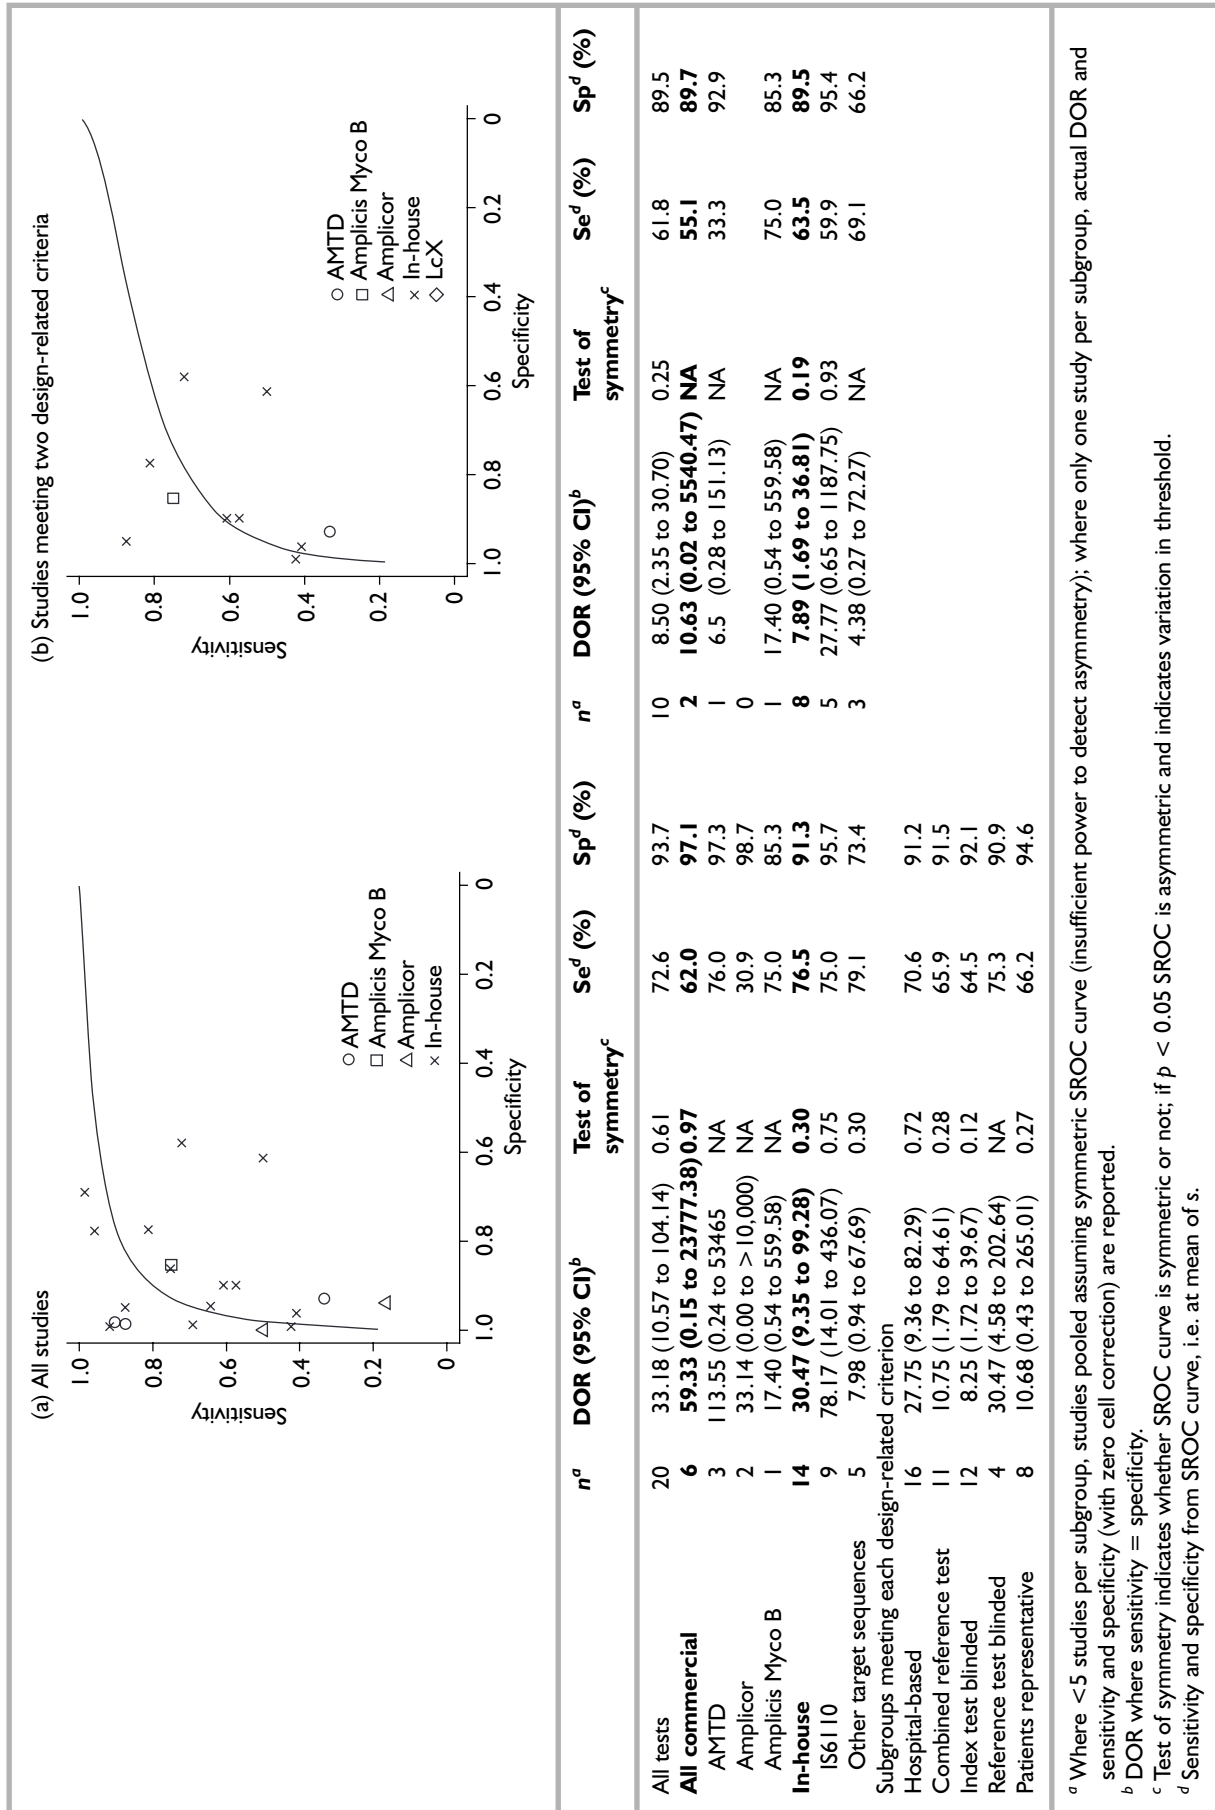 (a) All studies
1.0
0.8
0.6
0.4
0.2
0
Sensitivity
1.0
0.8
0.6
0.4
0.2
0
Specificity
AMTD
Amplicis Myco B
Amplicor
In-house
(b) Studies meeting two design-related criteria
1.0
0.8
0.6
0.4
0.2
0
Sensitivity
1.0
0.8
0.6
0.4
0.2
0
Specificity
AMTD
Amplicis Myco B
Amplicor
In-house
LcX
n^a DOR (95% CI)^b Test of symmetry^c Se^d (%) Sp^d (%) n^a DOR (95% CI)^b Test of symmetry^c Se^d (%) Sp^d (%)
All tests 20 33.18 (10.57 to 104.14) 0.61 72.6 93.7 10 8.50 (2.35 to 30.70) 0.25 61.8 89.5
All commercial 6 59.33 (0.15 to 23777.38) 0.97 62.0 97.1 2 10.63 (0.02 to 5540.47) NA 55.1 89.7
AMTD 3 113.55 (0.24 to 53465 NA 76.0 97.3 1 6.5 (0.28 to 151.13) NA 33.3 92.9
Amplicor 2 33.14 (0.00 to >10,000) NA 30.9 98.7 0
Amplicis Myco B 1 17.40 (0.54 to 559.58) NA 75.0 85.3 1 17.40 (0.54 to 559.58) NA 75.0 85.3
In-house 14 30.47 (9.35 to 99.28) 0.30 76.5 91.3 8 7.89 (1.69 to 36.81) 0.19 63.5 89.5
IS6110 9 78.17 (14.01 to 436.07) 0.75 75.0 95.7 5 27.77 (0.65 to 1187.75) 0.93 59.9 95.4
Other target sequences 5 7.98 (0.94 to 67.69) 0.30 79.1 73.4 3 4.38 (0.27 to 72.27) NA 69.1 66.2
Subgroups meeting each design-related criterion
Hospital-based 16 27.75 (9.36 to 82.29) 0.72 70.6 91.2
Combined reference test 11 10.75 (1.79 to 64.61) 0.28 65.9 91.5
Index test blinded 12 8.25 (1.72 to 39.67) 0.12 64.5 92.1
Reference test blinded 4 30.47 (4.58 to 202.64) NA 75.3 90.9
Patients representative 8 10.68 (0.43 to 265.01) 0.27 66.2 94.6
^a Where <5 studies per subgroup, studies pooled assuming symmetric SROC curve (insufficient power to detect asymmetry); where only one study per subgroup, actual DOR and
sensitivity and specificity (with zero cell correction) are reported.
^b DOR where sensitivity = specificity.
^c Test of symmetry indicates whether SROC curve is symmetric or not; if p < 0.05 SROC is asymmetric and indicates variation in threshold.
^d Sensitivity and specificity from SROC curve, i.e. at mean of s.